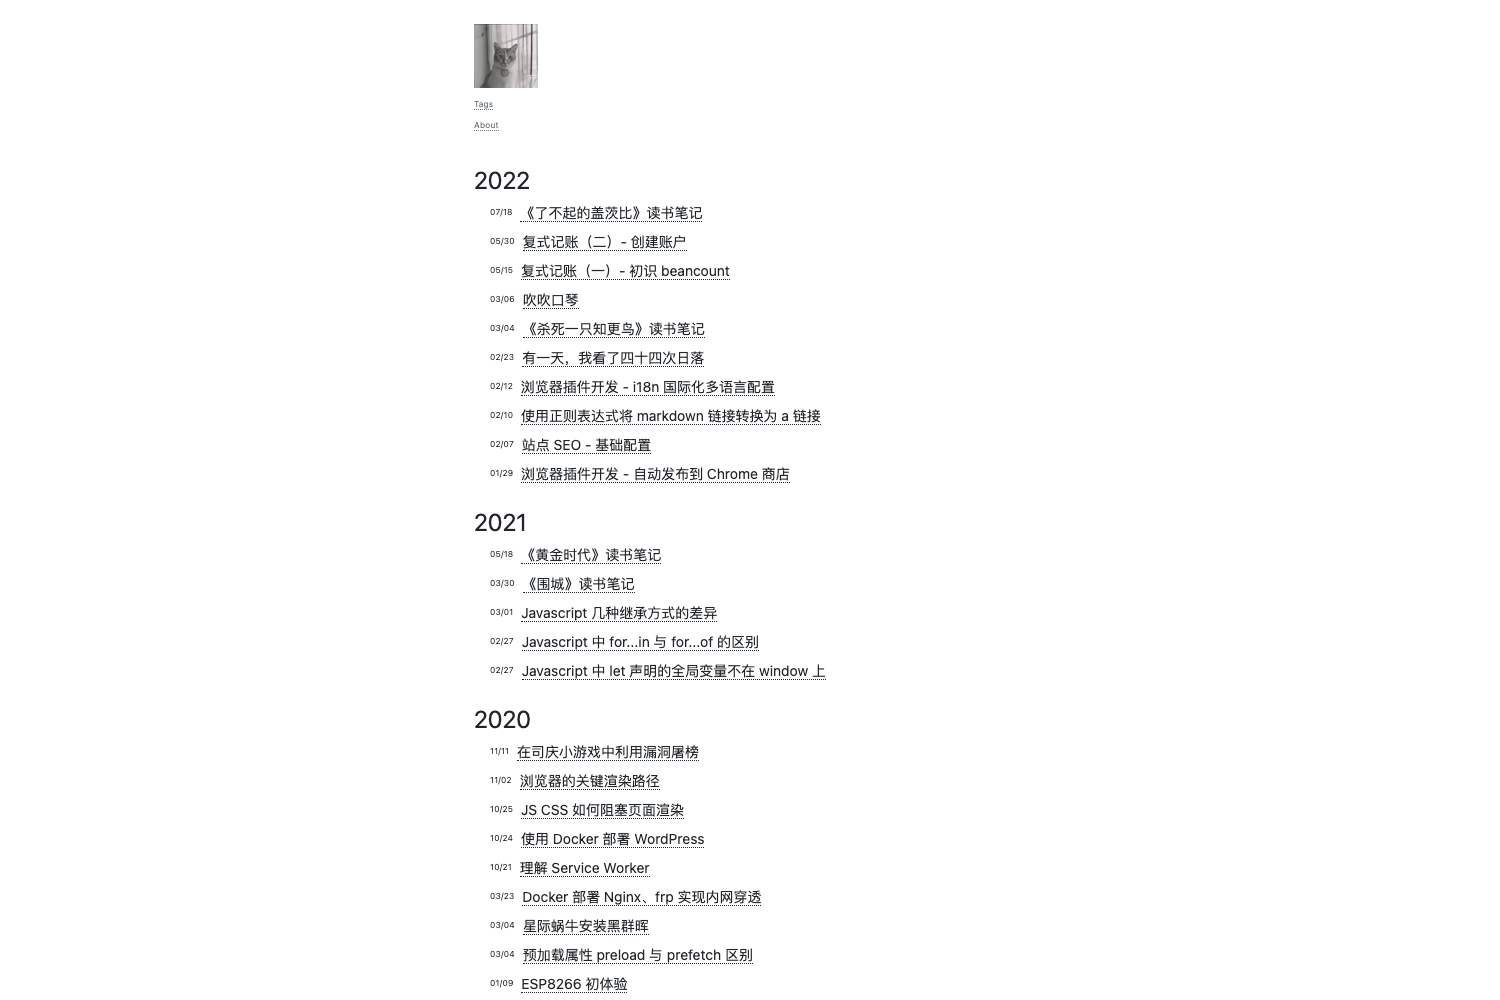 Tags
About
2022
07/18 《了不起的盖茨比》读书笔记
05/30 复式记账（二）- 创建账户
05/15 复式记账（一）- 初识 beancount
03/06 吹吹口琴
03/04 《杀死一只知更鸟》读书笔记
02/23 有一天，我看了四十四次日落
02/12 浏览器插件开发 - i18n 国际化多语言配置
02/10 使用正则表达式将 markdown 链接转换为 a 链接
02/07 站点 SEO - 基础配置
01/29 浏览器插件开发 - 自动发布到 Chrome 商店
2021
05/18 《黄金时代》读书笔记
03/30 《围城》读书笔记
03/01 Javascript 几种继承方式的差异
02/27 Javascript 中 for...in 与 for...of 的区别
02/27 Javascript 中 let 声明的全局变量不在 window 上
2020
11/11 在司庆小游戏中利用漏洞屠榜
11/02 浏览器的关键渲染路径
10/25 JS CSS 如何阻塞页面渲染
10/24 使用 Docker 部署 WordPress
10/21 理解 Service Worker
03/23 Docker 部署 Nginx、frp 实现内网穿透
03/04 星际蜗牛安装黑群晖
03/04 预加载属性 preload 与 prefetch 区别
01/09 ESP8266 初体验